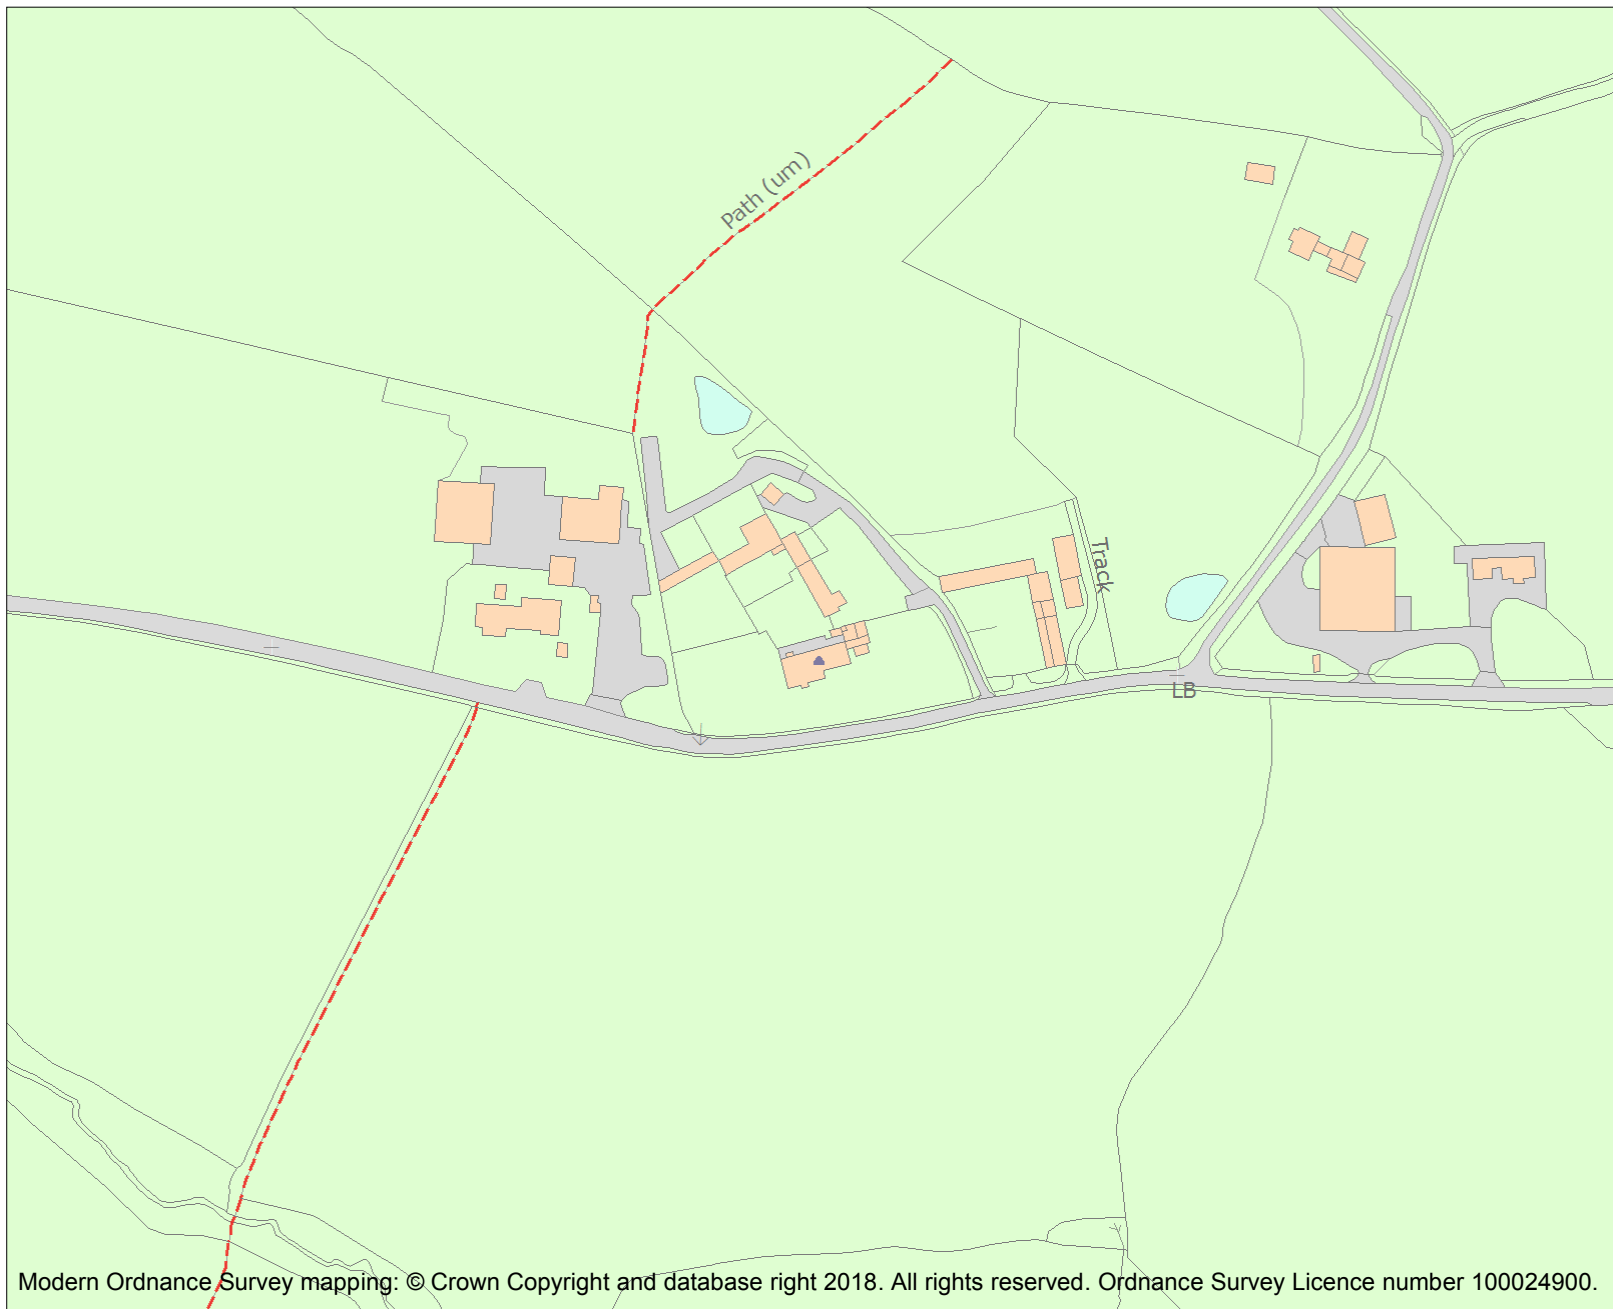 Path (um)
Track
LB
Modern Ordnance Survey mapping: © Crown Copyright and database right 2018. All rights reserved. Ordnance Survey Licence number 100024900.